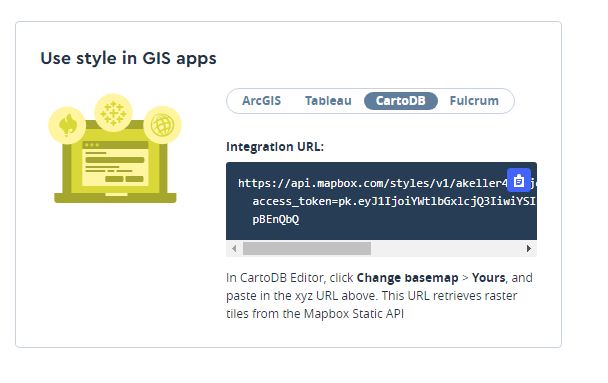 Use style in GIS apps
ArcGIS Tableau CartoDB Fulcrum
Integration URL:
https://api.mapbox.com/styles/v1/akeller4
access_token=pk.eyJ1IjoiYWtlbGxlcjQ3IiwiYSI
pBEnQbQ
In CartoDB Editor, click Change basemap > Yours, and
paste in the xyz URL above. This URL retrieves raster
tiles from the Mapbox Static API